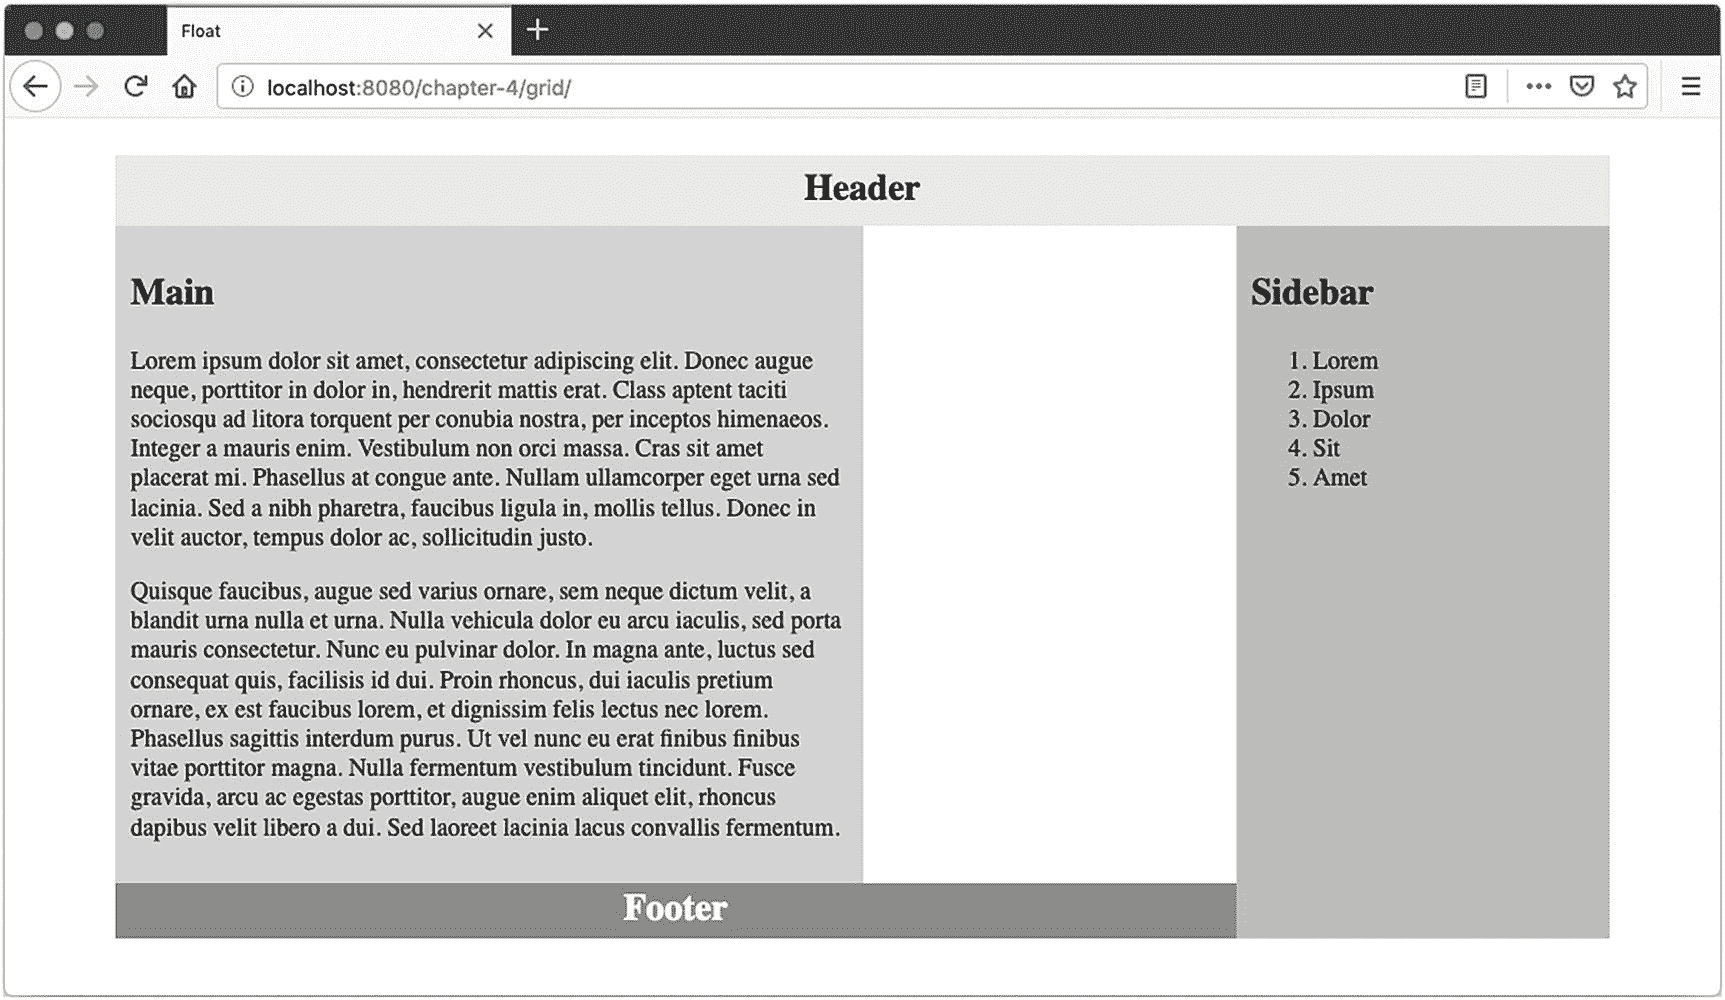 Float
localhost:8080/chapter-4/grid/
Header
Main
Lorem ipsum dolor sit amet, consectetur adipiscing elit. Donec augue
neque, porttitor in dolor in, hendrerit mattis erat. Class aptent taciti
sociosqu ad litora torquent per conubia nostra, per inceptos himenaeos.
Integer a mauris enim. Vestibulum non orci massa. Cras sit amet
placerat mi. Phasellus at congue ante. Nullam ullamcorper eget urna sed
lacinia. Sed a nibh pharetra, faucibus ligula in, mollis tellus. Donec in
velit auctor, tempus dolor ac, sollicitudin justo.
Quisque faucibus, augue sed varius ornare, sem neque dictum velit, a
blandit urna nulla et urna. Nulla vehicula dolor eu arcu iaculis, sed porta
mauris consectetur. Nunc eu pulvinar dolor. In magna ante, luctus sed
consequat quis, facilisis id dui. Proin rhoncus, dui iaculis pretium
ornare, ex est faucibus lorem, et dignissim felis lectus nec lorem.
Phasellus sagittis interdum purus. Ut vel nunc eu erat finibus finibus
vitae porttitor magna. Nulla fermentum vestibulum tincidunt. Fusce
gravida, arcu ac egestas porttitor, augue enim aliquet elit, rhoncus
dapibus velit libero a dui. Sed laoreet lacinia lacus convallis fermentum.
Sidebar
1. Lorem
2. Ipsum
3. Dolor
4. Sit
5. Amet
Footer